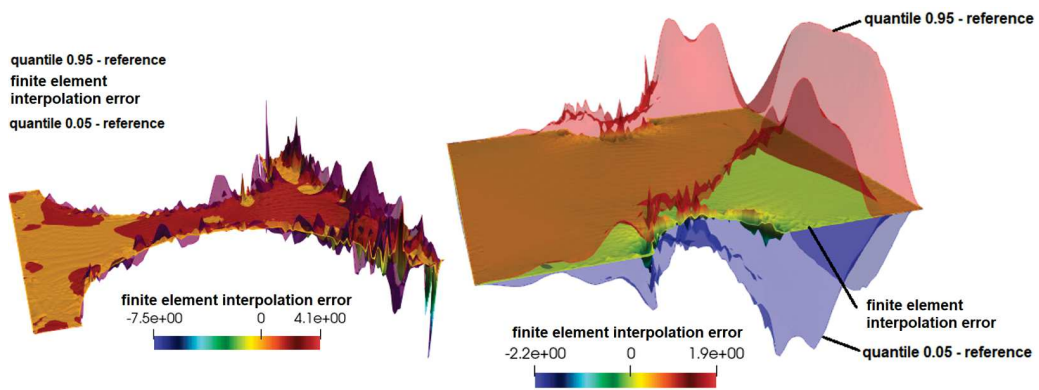 quantile 0.95 - reference
quantile 0.95 - reference
finite element
interpolation error
quantile 0.05 - reference
finite element interpolation error
-7.5e+00 0 4.1e+00
finite element
interpolation error
finite element interpolation error
-2.22e+00 0 1.9e+00
quantile 0.05 - reference